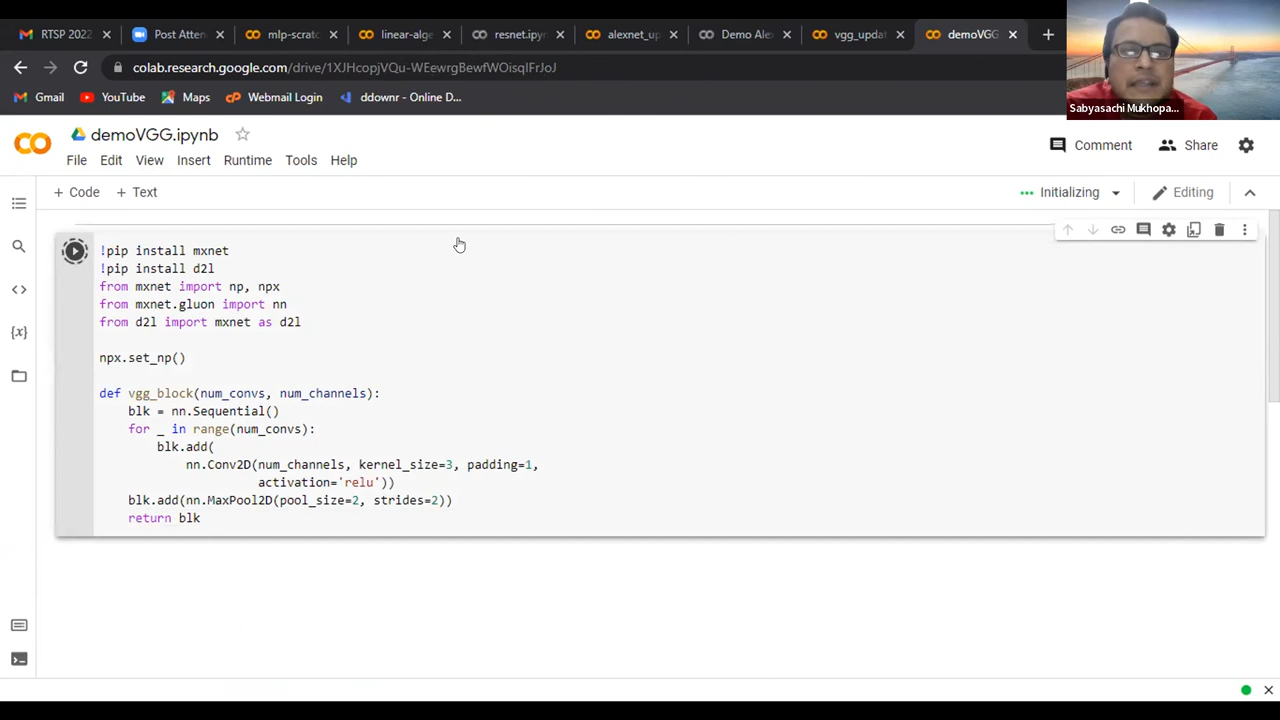 RTSP 2022
Post Atten
mlp-scratc
linear-alge
resnet.ipyr
alexnet_up
Demo Ale
vgg_updat
demoVGG
colab.research.google.com/drive/1XJHcopjVQu-WEewrgBewfWOisqIFrJoJ
Gmail
YouTube
Maps
Webmail Login
ddownr - Online D...
Sabyasachi Mukhopa...
demoVGG.ipynb
Comment
Share
File Edit View Insert Runtime Tools Help
+ Code + Text
Initializing
Editing
!pip install mxnet
!pip install d2l
from mxnet import np, npx
from mxnet.gluon import nn
from d2l import mxnet as d2l
npx.set_np()
def vgg_block(num_convs, num_channels):
blk = nn.Sequential()
for _ in range(num_convs):
blk.add(
nn.Conv2D(num_channels, kernel_size=3, padding=1,
activation='relu'))
blk.add(nn.MaxPool2D(pool_size=2, strides=2))
return blk